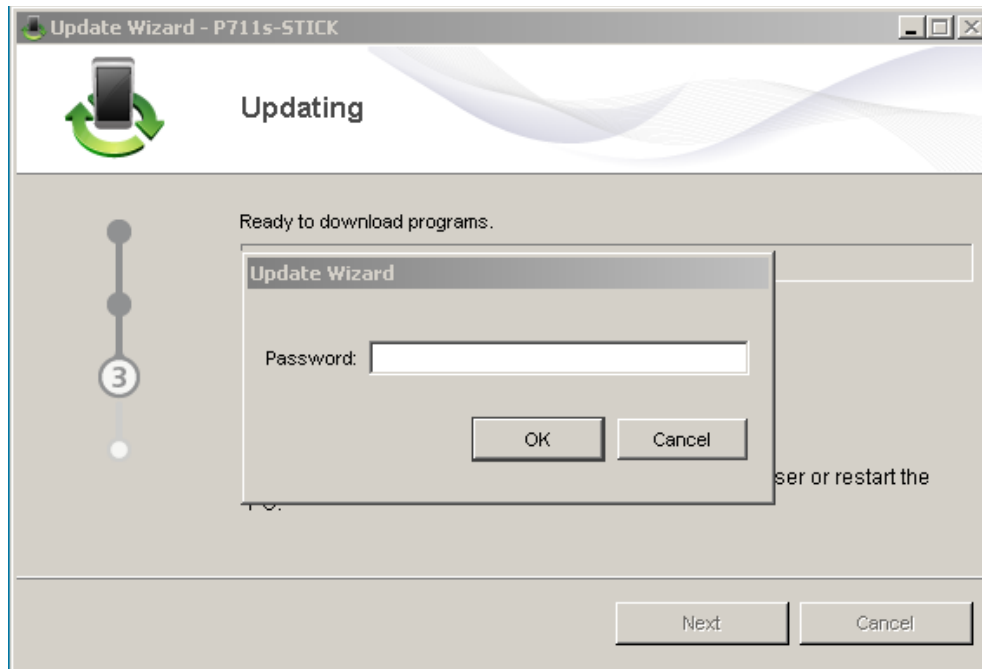 Update Wizard - P711s-STICK
Updating
Ready to download programs.
Update Wizard
Password:
OK
Cancel
or restart the
3
Next
Cancel